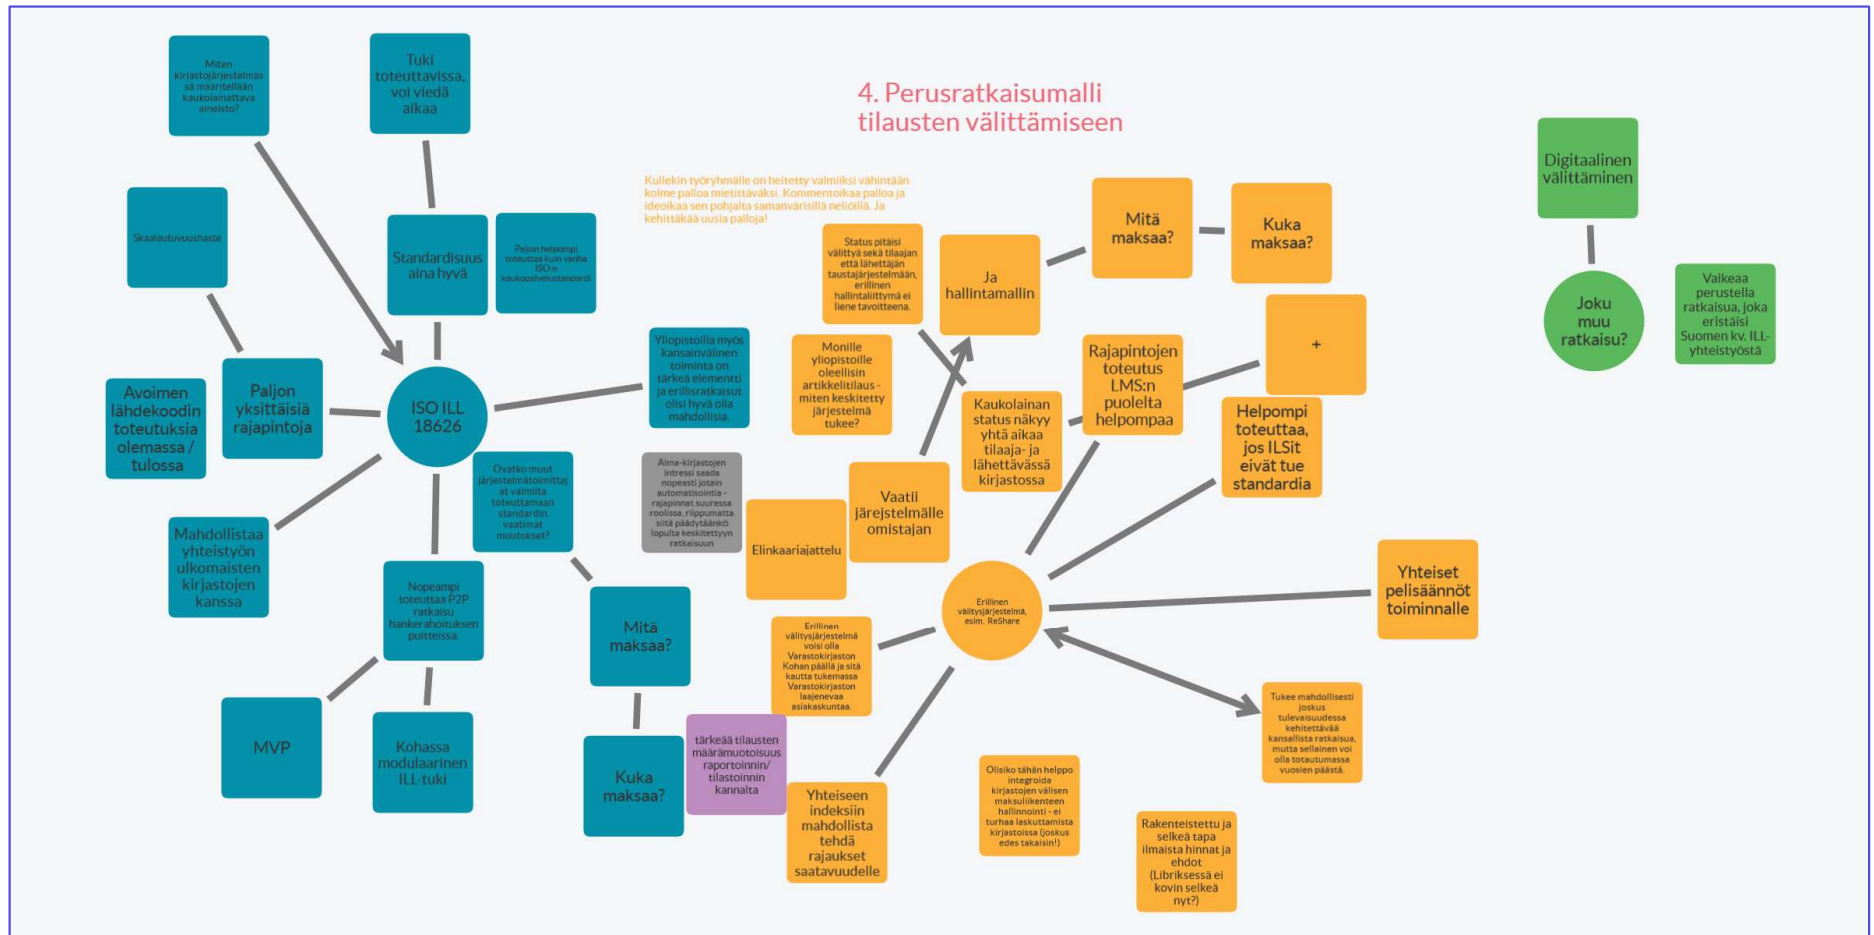 Miten
kirjastojärjestelmäs
sä määritellään
kaukolainattava
aineisto?
Tuki
toteuttavissa,
voi viedä
aikaa
4. Perusratkaisumalli
tilausten välittämiseen
Kullekin työryhmälle on heitetty valmiiksi vähintään
kolme palloa mietittäväksi. Kommentoikaa palloa ja
ideoikaa sen pohjalta samanvärisillä neliöillä. Ja
kehittäkää uusia palloja!
Skaalautuvuushaste
Standardisuus
aina hyvä
Paljon helpompi
toteuttaa kuin vanha
ISO:n
kaukopalvelustandardi
Avoimen
lähdekoodin
toteutuksia
olemassa /
tulossa
Paljon
yksittäisiä
rajapintoja
ISO ILL
18626
Yliopistoilla myös
kansainvälinen
toiminta on
tärkeä elementti
ja erillisratkaisut
olisi hyvä olla
mahdollisia.
Mahdollistaa
yhteistyön
ulkomaisten
kirjastojen
kanssa
Ovatko muut
järjestelmätoimittaj
at valmiita
toteuttamaan
standardin
vaatimat
muutokset?
Nopeampi
toteuttaa P2P
ratkaisu
hankerahoituksen
puitteissa.
MVP
Kohassa
modulaarinen
ILL-tuki
Mitä
maksaa?
Kuka
maksaa?
Alma-kirjastojen
intressi saada
nopeasti jotain
automatisointia -
rajapinnat suuressa
roolissa, riippumatta
siitä päädytäänkö
lopulta keskitettyyn
ratkaisuun
tärkeää tilausten
määrämuotoisuus
raportoinnin/
tilastoinnin
kannalta
Status pitäisi
välittyä sekä tilaajan
että lähettäjän
taustajärjestelmään,
erillinen
hallintaliittymä ei
liene tavoitteena.
Ja
hallintamallin
Mitä
maksaa?
Kuka
maksaa?
Monille
yliopistoille
oleellisin
artikkelitilaus -
miten keskitetty
järjestelmä
tukee?
Rajapintojen
toteutus
LMS:n
puolelta
helpompaa
+
Kaukolainan
status näkyy
yhtä aikaa
tilaaja- ja
lähettävässä
kirjastossa
Helpompi
toteuttaa,
jos ILSit
eivät tue
standardia
Vaatii
järejstelmälle
omistajan
Elinkaariajattelu
Erillinen
välitysjärjestelmä,
esim. ReShare
Yhteiset
pelisäännöt
toiminnalle
Erillinen
välitysjärjestelmä
voisi olla
Varastokirjaston
Kohan päällä ja sitä
kautta tukemassa
Varastokirjaston
laajenevaa
asiakaskuntaa.
Tukee mahdollisesti
joskus
tulevaisuudessa
kehitettävää
kansallista ratkaisua,
mutta sellainen voi
olla totautumassa
vuosien päästä.
Yhteiseen
indeksiin
mahdollista
tehdä
rajaukset
saatavuudelle
Olisiko tähän helppo
integroida
kirjastojen välisen
maksuliikenteen
hallinnointi - ei
turhaa laskuttamista
kirjastoissa (joskus
edes takaisin!)
Rakenteistettu ja
selkeä tapa
ilmaista hinnat ja
ehdot
(Libriksessä ei
kovin selkeä
nyt?)
Digitaalinen
välittäminen
Joku
muu
ratkaisu?
Vaikeaa
perustella
ratkaisua, joka
eristäisi
Suomen kv. ILL-
yhteistyöstä